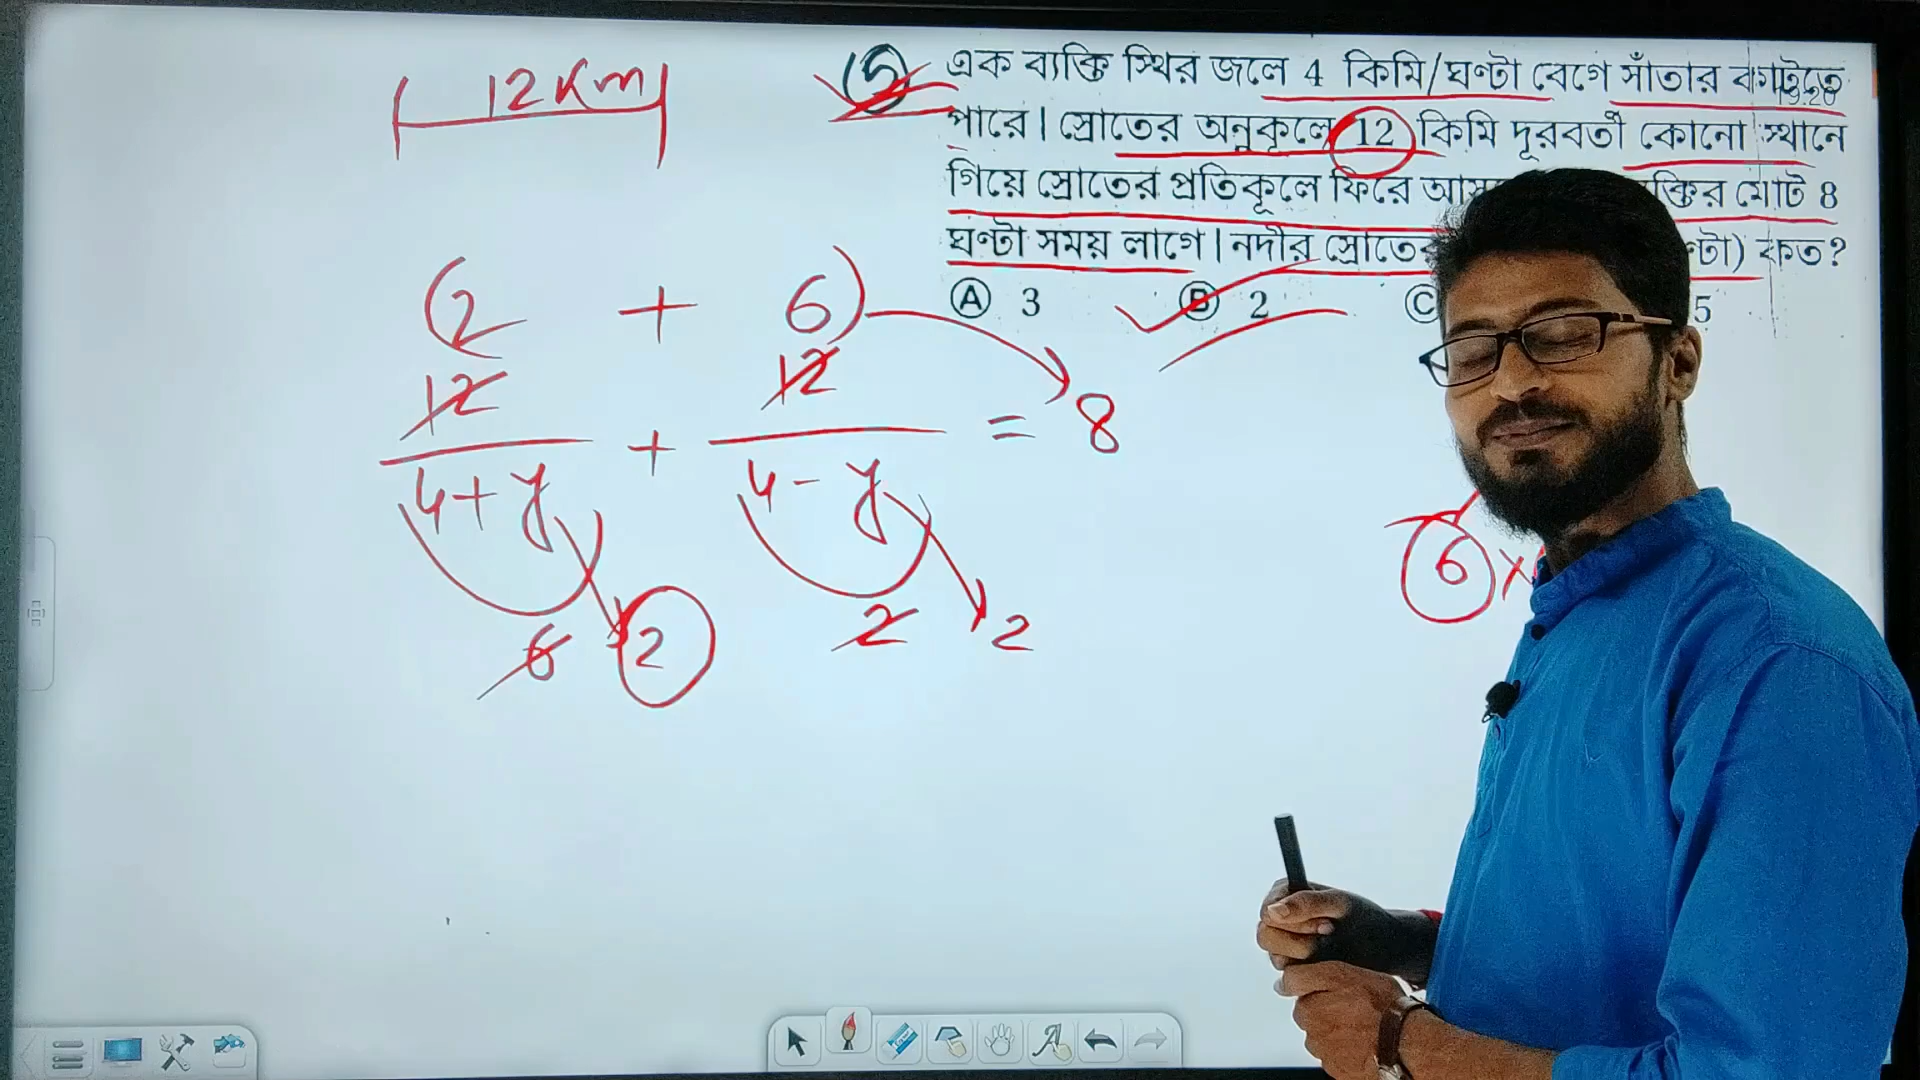 12Km
(5) এক ব্যক্তি স্থির জলে 4 কিমি/ঘণ্টা বেগে সাঁতার কাটতে
পারে। স্রোতের অনুকূলে 12 কিমি দূরবর্তী কোনো স্থানে
গিয়ে স্রোতের প্রতিকূলে ফিরে মোট 8
ঘণ্টা সময় লাগে। নদীর কত?
Ⓐ 3 Ⓑ 2 Ⓒ 5
(2 + 6)
12 12
4+y + 4-y = 8
6 2 2 2
6 ×